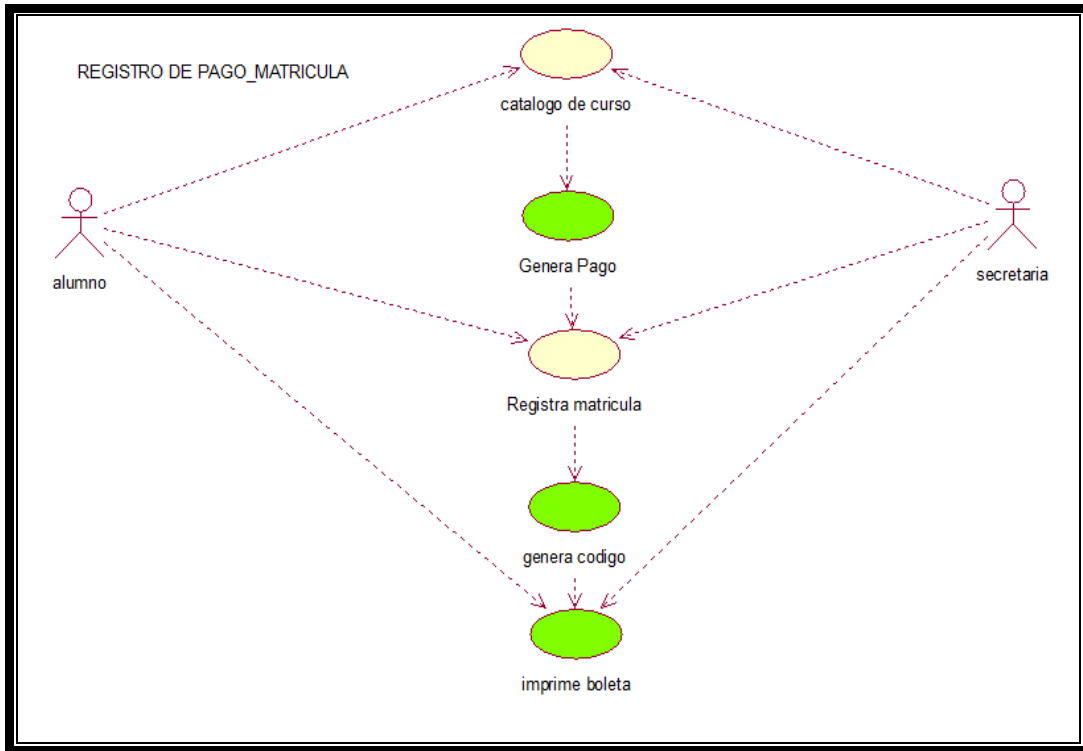 REGISTRO DE PAGO_MATRICULA
catalogo de curso
alumno
Genera Pago
secretaria
Registra matricula
genera codigo
imprime boleta